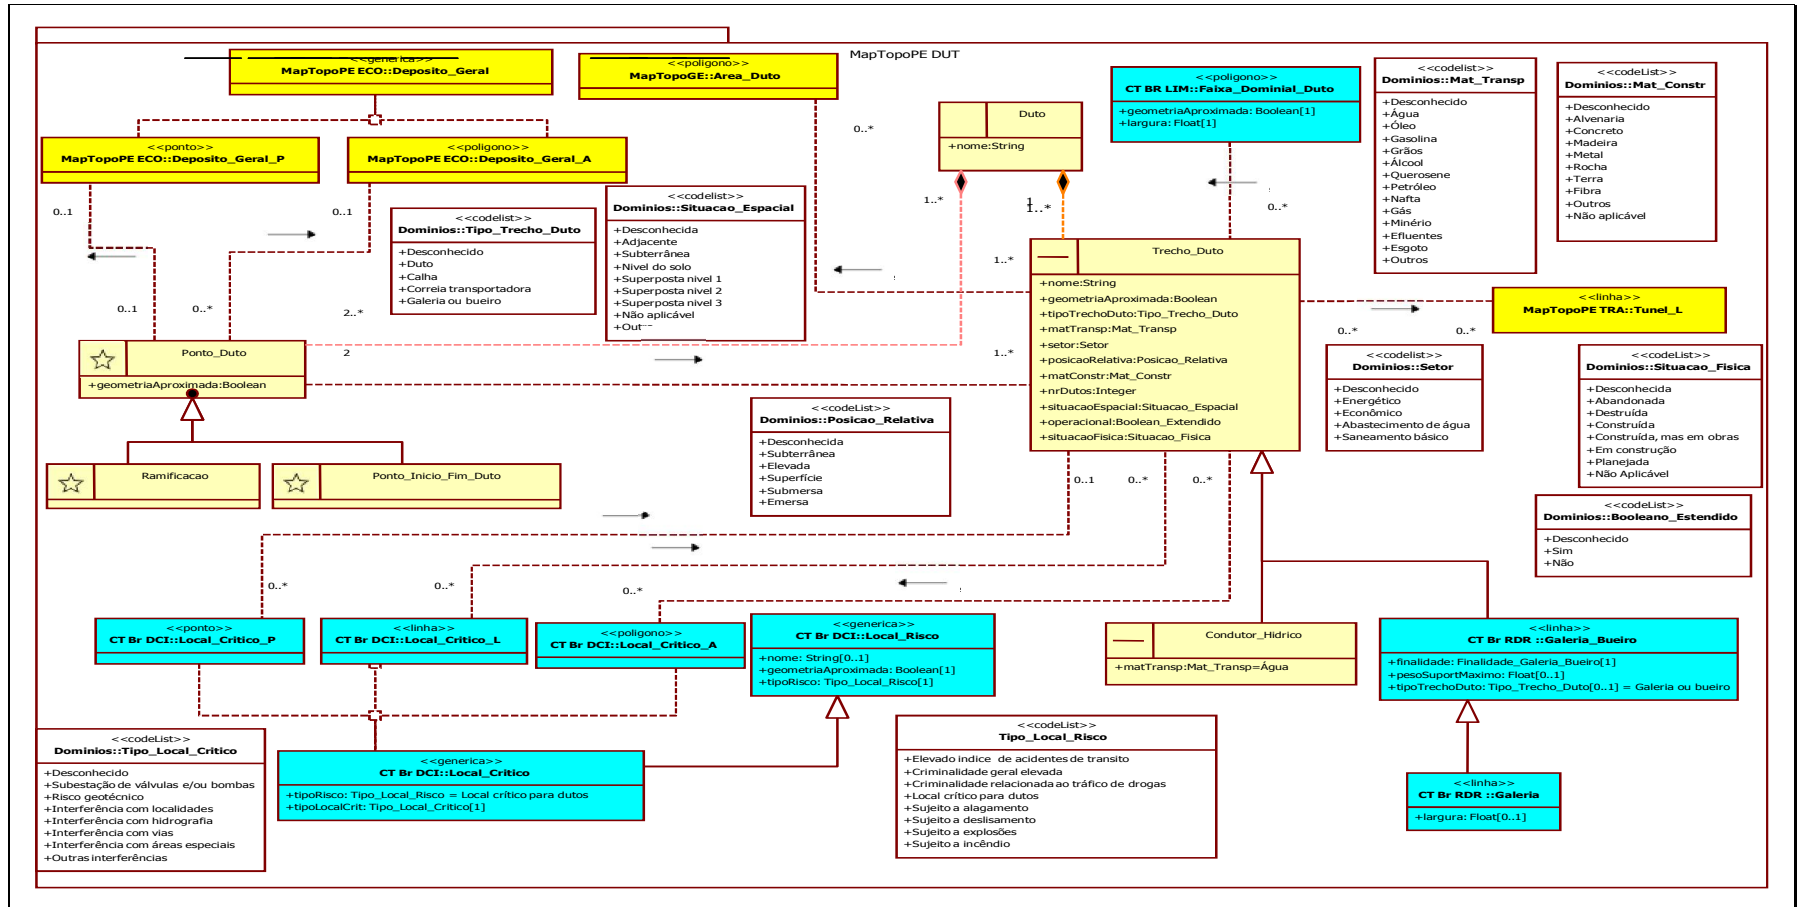 MapTopoPE DUT
<<generica>>
MapTopoPE ECO::Deposito_Geral
<<poligono>>
MapTopoGE::Area_Duto
<<ponto>>
MapTopoPE ECO::Deposito_Geral_P
<<poligono>>
MapTopoPE ECO::Deposito_Geral_A
Duto
+nome:String
<<poligono>>
CT BR LIM::Faixa_Dominial_Duto
+geometriaAproximada: Boolean[1]
+largura: Float[1]
<<codelist>>
Dominios::Mat_Transp
+Desconhecido
+Água
+Óleo
+Gasolina
+Grãos
+Álcool
+Querosene
+Petróleo
+Nafta
+Gás
+Minério
+Efluentes
+Esgoto
+Outros
<<codeList>>
Dominios::Mat_Constr
+Desconhecido
+Alvenaria
+Concreto
+Madeira
+Metal
+Rocha
+Terra
+Fibra
+Outros
+Não aplicável
0..*
0..1
0..1
1..*
1
1..*
0..*
<<codelist>>
Dominios::Tipo_Trecho_Duto
+Desconhecido
+Duto
+Calha
+Correia transportadora
+Galeria ou bueiro
<<codelist>>
Dominios::Situacao_Espacial
+Desconhecida
+Adjacente
+Subterrânea
+Nivel do solo
+Superposta nivel 1
+Superposta nivel 2
+Superposta nivel 3
+Não aplicável
+Out
1..*
0..1
0..*
2..*
2
1..*
Trecho_Duto
+nome:String
+geometriaAproximada:Boolean
+tipoTrechoDuto:Tipo_Trecho_Duto
+matTransp:Mat_Transp
+setor:Setor
+posicaoRelativa:Posicao_Relativa
+matConstr:Mat_Constr
+nrDutos:Integer
+situacaoEspacial:Situacao_Espacial
+operacional:Boolean_Extendido
+situacaoFisica:Situacao_Fisica
<<linha>>
MapTopoPE TRA::Tunel_L
0..*
0..*
Ponto_Duto
+geometriaAproximada:Boolean
Ramificacao
Ponto_Inicio_Fim_Duto
<<codeList>>
Dominios::Posicao_Relativa
+Desconhecida
+Subterrânea
+Elevada
+Superfície
+Submersa
+Emersa
<<codelist>>
Dominios::Setor
+Desconhecido
+Energético
+Econômico
+Abastecimento de água
+Saneamento básico
<<codeList>>
Dominios::Situacao_Fisica
+Desconhecida
+Abandonada
+Destruída
+Construída
+Construída, mas em obras
+Em construção
+Planejada
+Não Aplicável
<<codeList>>
Dominios::Booleano_Estendido
+Desconhecido
+Sim
+Não
0..1
0..*
0..*
0..*
0..*
0..*
<<ponto>>
CT Br DCI::Local_Critico_P
<<linha>>
CT Br DCI::Local_Critico_L
<<poligono>>
CT Br DCI::Local_Critico_A
<<generica>>
CT Br DCI::Local_Risco
+nome: String[0..1]
+geometriaAproximada: Boolean[1]
+tipoRisco: Tipo_Local_Risco[1]
Condutor_Hidrico
+matTransp:Mat_Transp=Água
<<linha>>
CT Br RDR ::Galeria_Bueiro
+finalidade: Finalidade_Galeria_Bueiro[1]
+pesoSuportMaximo: Float[0..1]
+tipoTrechoDuto: Tipo_Trecho_Duto[0..1] = Galeria ou bueiro
<<codeList>>
Dominios::Tipo_Local_Critico
+Desconhecido
+Subestação de válvulas e/ou bombas
+Risco geotécnico
+Interferência com localidades
+Interferência com hidrografia
+Interferência com vias
+Interferência com áreas especiais
+Outras interferências
<<generica>>
CT Br DCI::Local_Critico
+tipoRisco: Tipo_Local_Risco = Local crítico para dutos
+tipoLocalCrit: Tipo_Local_Critico[1]
<<codeList>>
Tipo_Local_Risco
+Elevado indice de acidentes de transito
+Criminalidade geral elevada
+Criminalidade relacionada ao tráfico de drogas
+Local crítico para dutos
+Sujeito a alagamento
+Sujeito a deslisamento
+Sujeito a explosões
+Sujeito a incêndio
<<linha>>
CT Br RDR ::Galeria
+largura: Float[0..1]